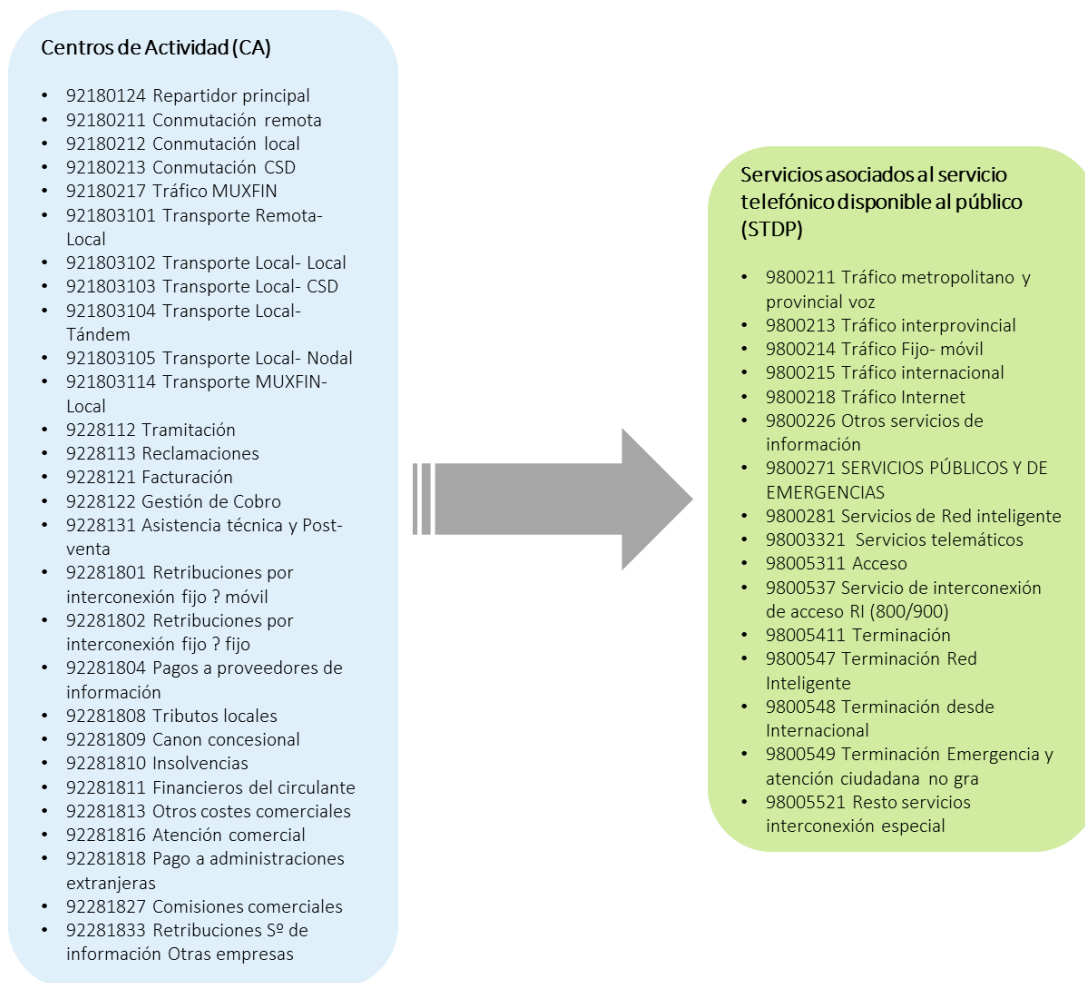 Centros de Actividad (CA)
• 92180124 Repartidor principal
• 92180211 Conmutación remota
• 92180212 Conmutación local
• 92180213 Conmutación CSD
• 92180217 Tráfico MUXFIN
• 921803101 Transporte Remota-
Local
• 921803102 Transporte Local- Local
• 921803103 Transporte Local- CSD
• 921803104 Transporte Local-
Tándem
• 921803105 Transporte Local- Nodal
• 921803114 Transporte MUXFIN-
Local
• 9228112 Tramitación
• 9228113 Reclamaciones
• 9228121 Facturación
• 9228122 Gestión de Cobro
• 9228131 Asistencia técnica y Post-
venta
• 92281801 Retribuciones por
interconexión fijo ? móvil
• 92281802 Retribuciones por
interconexión fijo ? fijo
• 92281804 Pagos a proveedores de
información
• 92281808 Tributos locales
• 92281809 Canon concesional
• 92281810 Insolvencias
• 92281811 Financieros del circulante
• 92281813 Otros costes comerciales
• 92281816 Atención comercial
• 92281818 Pago a administraciones
extranjeras
• 92281827 Comisiones comerciales
• 92281833 Retribuciones Sº de
información Otras empresas
Servicios asociados al servicio
telefónico disponible al público
(STDP)
• 9800211 Tráfico metropolitano y
provincial voz
• 9800213 Tráfico interprovincial
• 9800214 Tráfico Fijo- móvil
• 9800215 Tráfico internacional
• 9800218 Tráfico Internet
• 9800226 Otros servicios de
información
• 9800271 SERVICIOS PÚBLICOS Y DE
EMERGENCIAS
• 9800281 Servicios de Red inteligente
• 98003321 Servicios telemáticos
• 98005311 Acceso
• 9800537 Servicio de interconexión
de acceso RI (800/900)
• 98005411 Terminación
• 9800547 Terminación Red
Inteligente
• 9800548 Terminación desde
Internacional
• 9800549 Terminación Emergencia y
atención ciudadana no gra
• 98005521 Resto servicios
interconexión especial